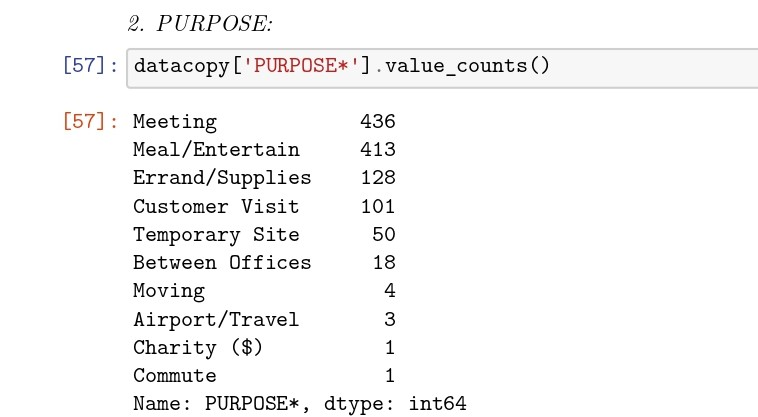 2. PURPOSE:
[57]: datacopy['PURPOSE*'].value_counts()
[57]: Meeting 436
Meal/Entertain 413
Errand/Supplies 128
Customer Visit 101
Temporary Site 50
Between Offices 18
Moving 4
Airport/Travel 3
Charity ($) 1
Commute 1
Name: PURPOSE*, dtype: int64